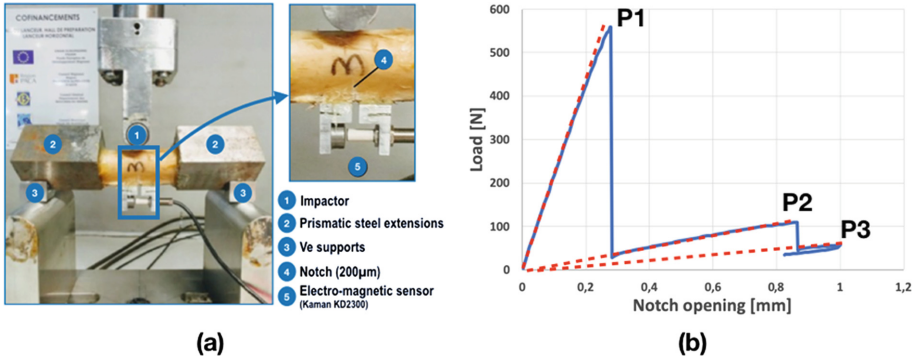 COFINANCEMENTS
1
2
2
3
3
m
m
4
5
1 Impactor
2 Prismatic steel extensions
3 Ve supports
4 Notch (200µm)
5 Electro-magnetic sensor
(Kaman KD2300)
(a)
600
500
400
300
200
100
0
Load [N]
P1
P2
P3
0 0,2 0,4 0,6 0,8 1 1,2
Notch opening [mm]
(b)